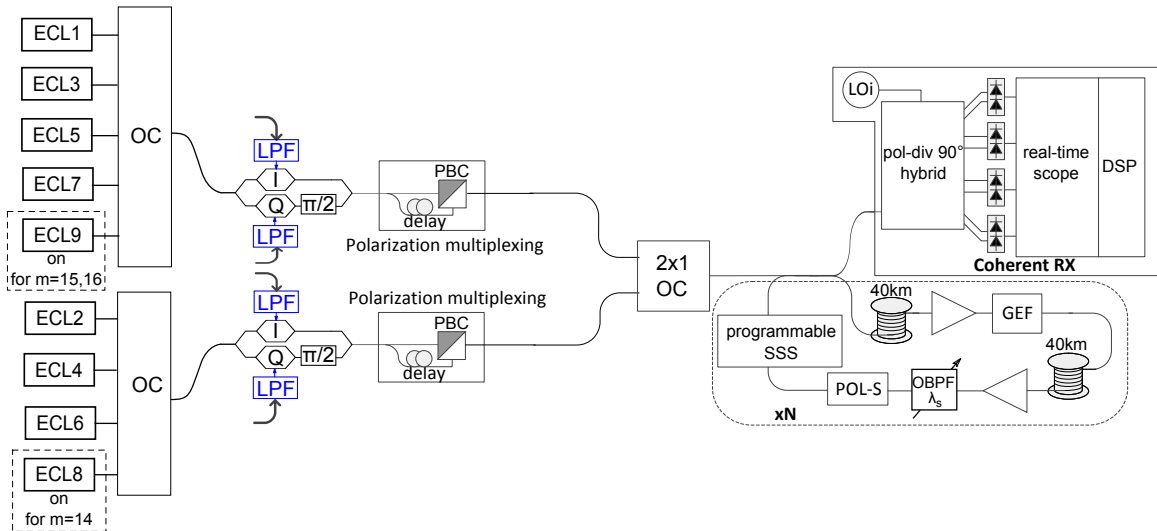 ECL1
ECL3
ECL5
ECL7
ECL9
on
for m=15,16
OC
LPF
I
Q
π/2
LPF
PBC
delay
Polarization multiplexing
ECL2
ECL4
ECL6
ECL8
on
for m=14
OC
LPF
I
Q
π/2
LPF
Polarization multiplexing
PBC
delay
2x1
OC
LOi
pol-div 90°
hybrid
real-time
scope
DSP
Coherent RX
40km
GEF
programmable
SSS
40km
POL-S
OBPF
λs
xN